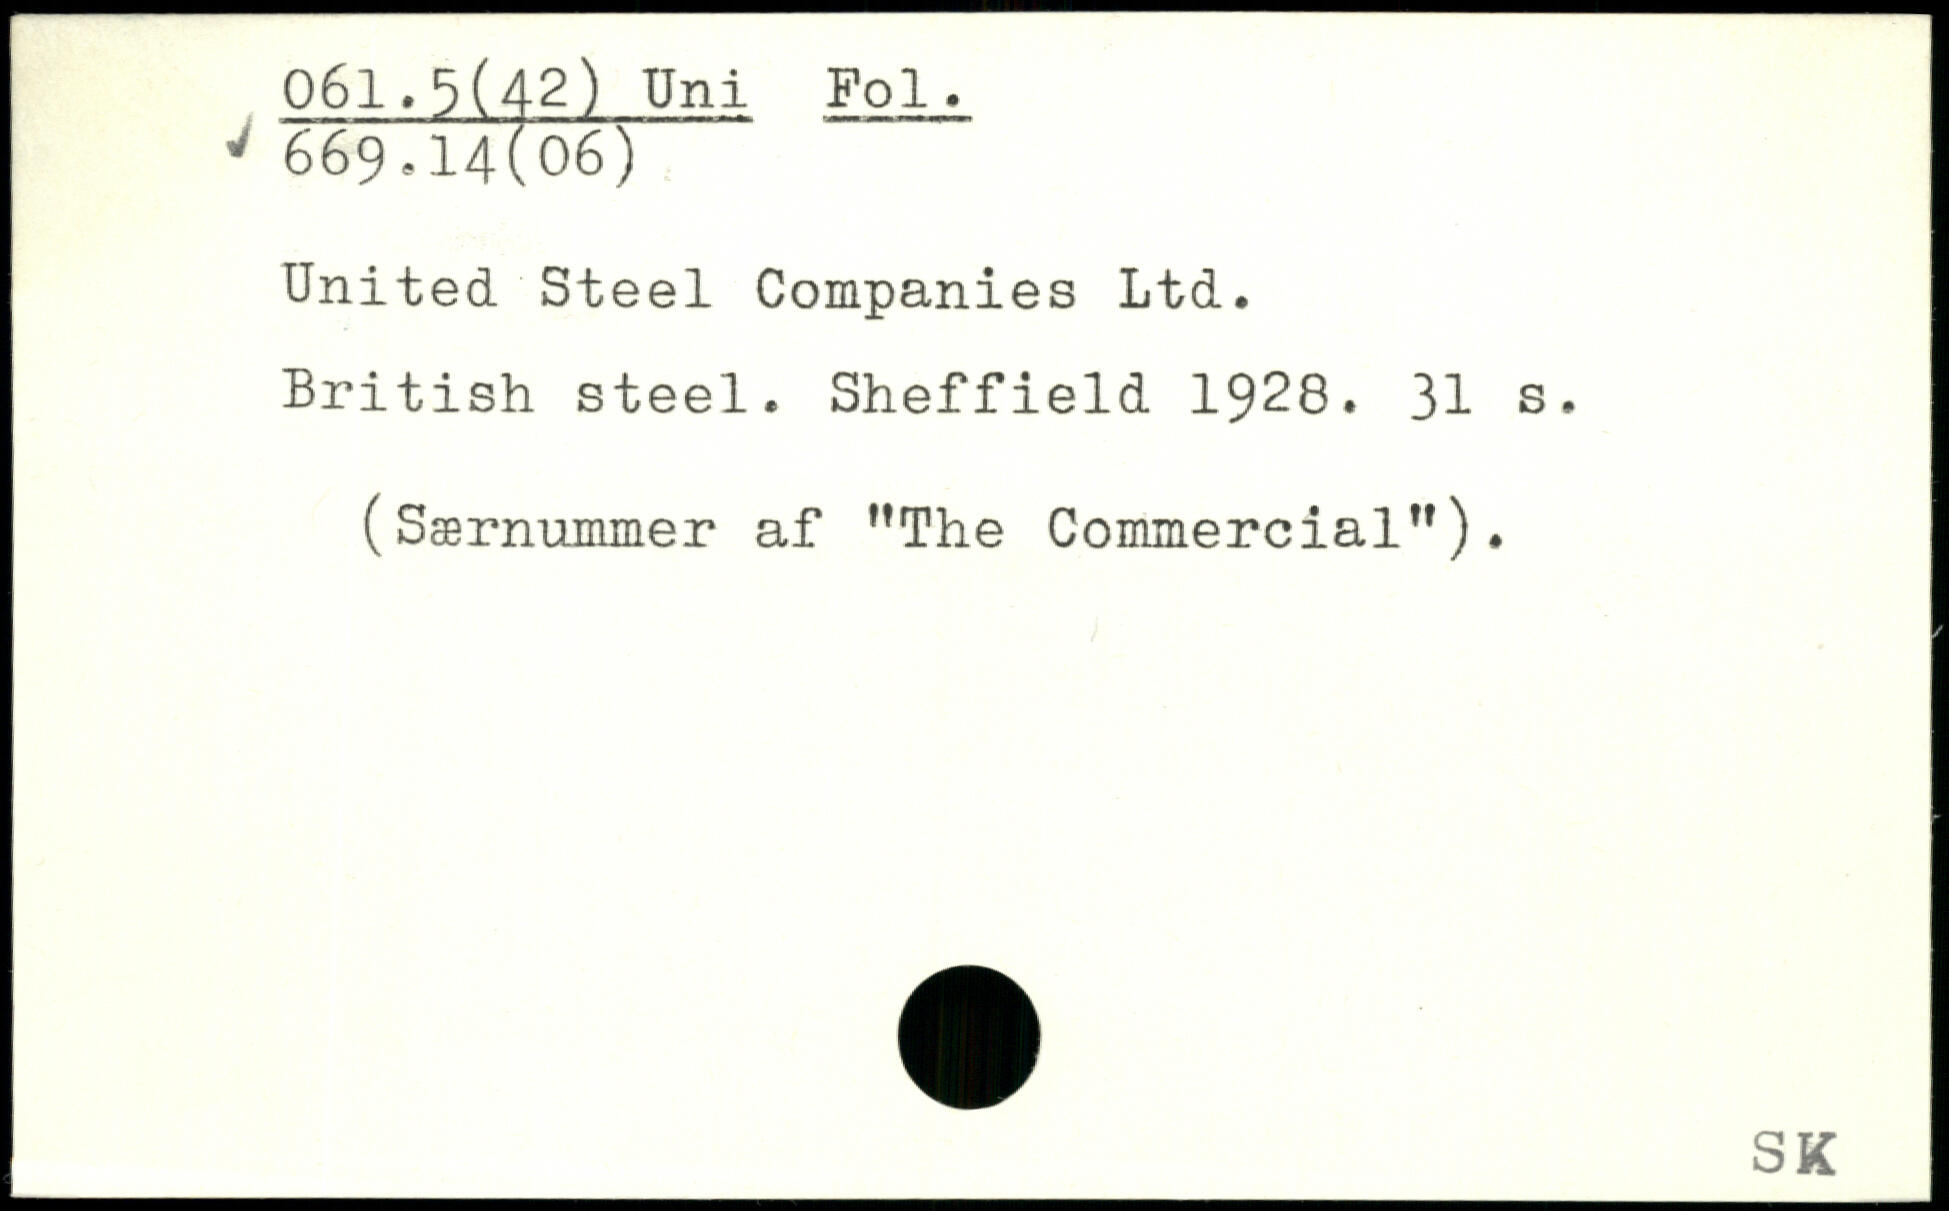 061.5(42) Uni Fol.
✓ 669.14(06)
United Steel Companies Ltd.
British steel. Sheffield 1928. 31 s.
(Særnummer af "The Commercial").
SK